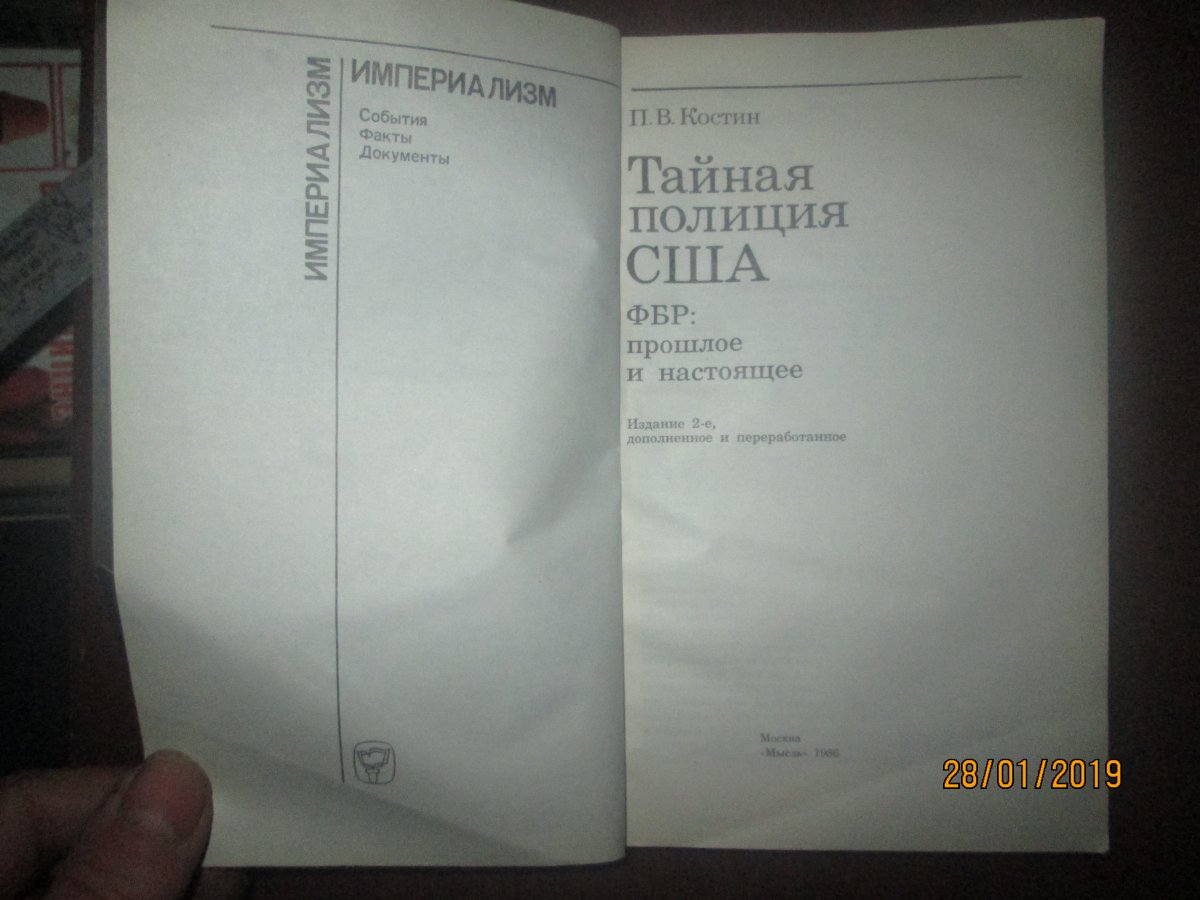 ИМПЕРИАЛИЗМ
ИМПЕРИАЛИЗМ
События
Факты
Документы
П. В. Костин
Тайная
полиция
США
ФБР:
прошлое
и настоящее
Издание 2-е,
дополненное и переработанное
Москва
«Мысль» 1986
28/01/2019